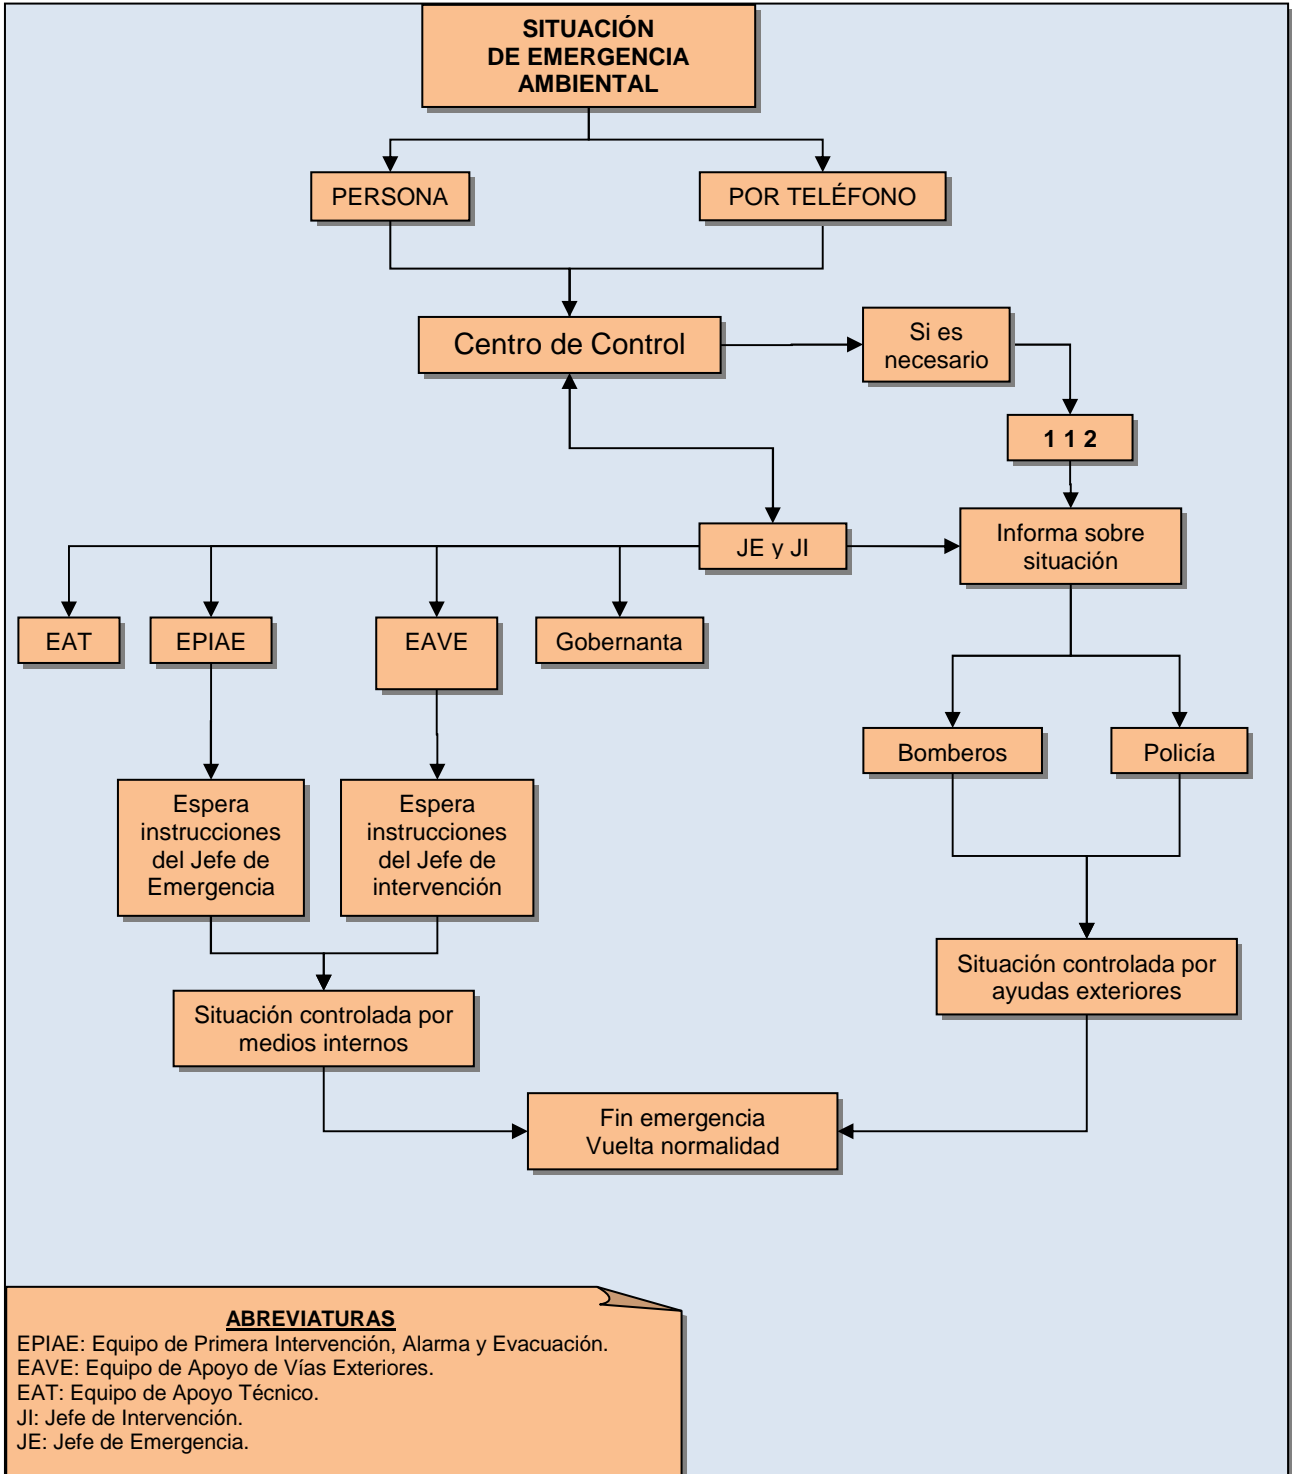 SITUACIÓN
DE EMERGENCIA
AMBIENTAL
PERSONA
POR TELÉFONO
Centro de Control
Si es
necesario
1 1 2
JE y JI
Informa sobre
situación
EAT
EPIAE
EAVE
Gobernanta
Bomberos
Policía
Espera
instrucciones
del Jefe de
Emergencia
Espera
instrucciones
del Jefe de
intervención
Situación controlada por
ayudas exteriores
Situación controlada por
medios internos
Fin emergencia
Vuelta normalidad
ABREVIATURAS
EPIAE: Equipo de Primera Intervención, Alarma y Evacuación.
EAVE: Equipo de Apoyo de Vías Exteriores.
EAT: Equipo de Apoyo Técnico.
JI: Jefe de Intervención.
JE: Jefe de Emergencia.